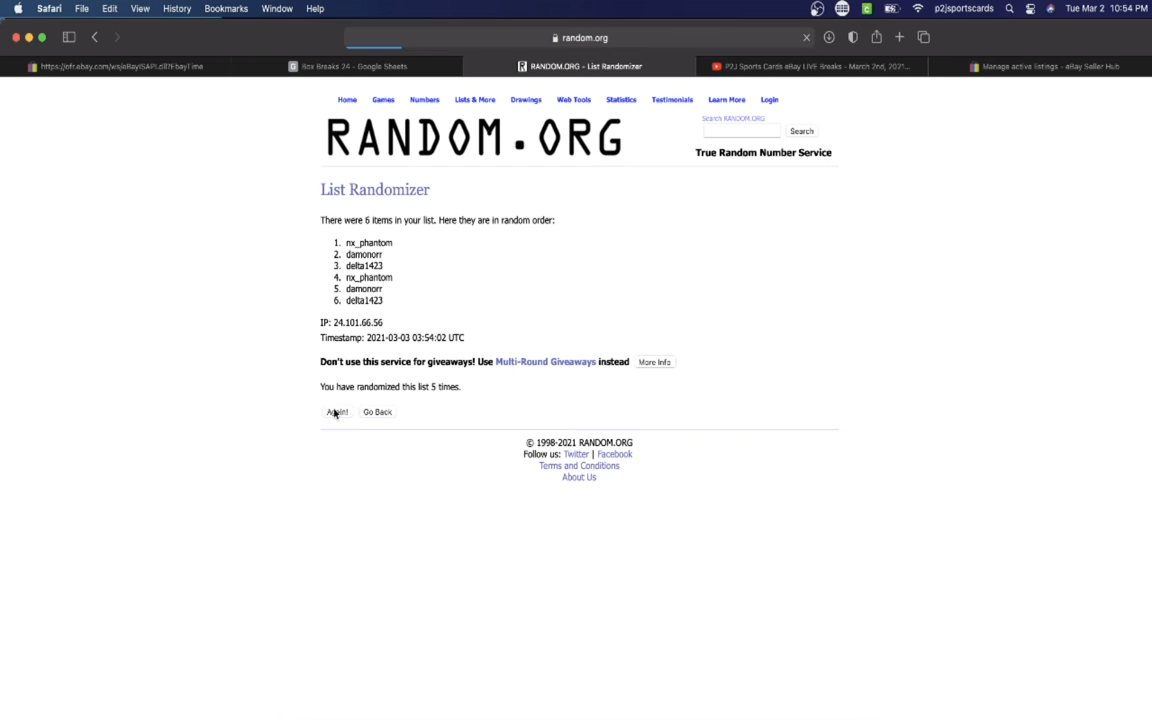 Safari File Edit View History Bookmarks Window Help p2jsportscards Tue Mar 2 10:54 PM
random.org
https://ofr.ebay.com/ws/eBayISAPI.dll?EbayTime Box Breaks 24 - Google Sheets RANDOM.ORG - List Randomizer P2J Sports Cards eBay LIVE Breaks - March 2nd, 2021... Manage active listings - eBay Seller Hub
Home Games Numbers Lists & More Drawings Web Tools Statistics Testimonials Learn More Login
Search RANDOM.ORG
RANDOM.ORG
Search
True Random Number Service
List Randomizer
There were 6 items in your list. Here they are in random order:
1. nx_phantom
2. damonorr
3. delta1423
4. nx_phantom
5. damonorr
6. delta1423
IP: 24.101.66.56
Timestamp: 2021-03-03 03:54:02 UTC
Don't use this service for giveaways! Use Multi-Round Giveaways instead More Info
You have randomized this list 5 times.
Again! Go Back
© 1998-2021 RANDOM.ORG
Follow us: Twitter | Facebook
Terms and Conditions
About Us